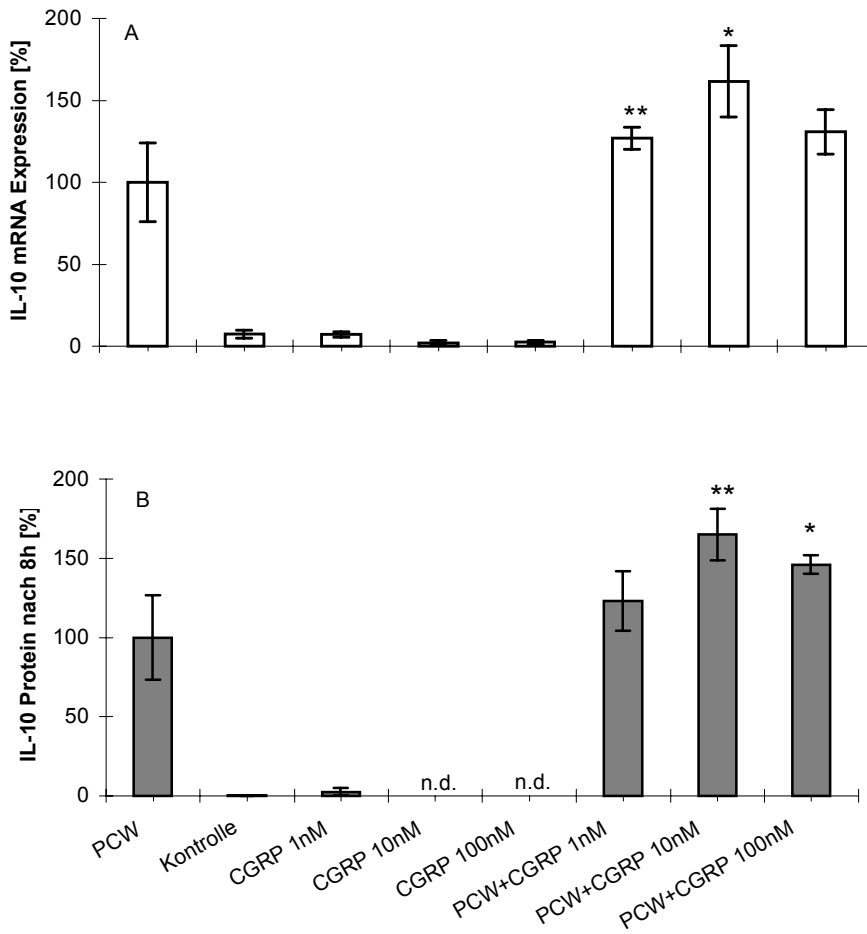 A
IL-10 mRNA Expression [%]
200
150
100
50
0
*
**
B
IL-10 Protein nach 8h [%]
200
150
100
50
0
**
*
n.d.
n.d.
PCW
Kontrolle
CGRP 1nM
CGRP 10nM
CGRP 100nM
PCW+CGRP 1nM
PCW+CGRP 10nM
PCW+CGRP 100nM